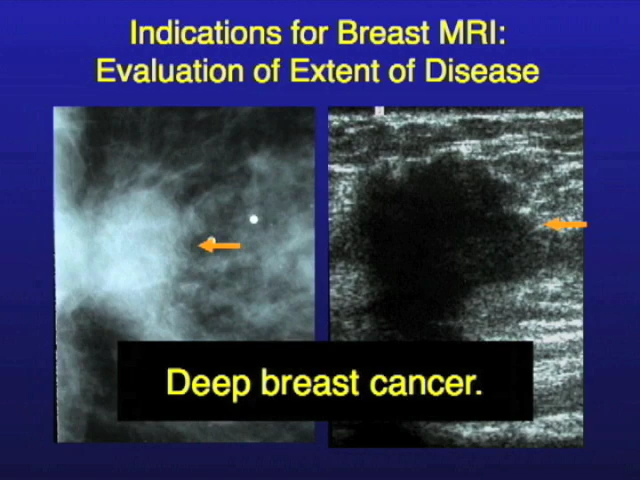 Indications for Breast MRI:
Evaluation of Extent of Disease
Deep breast cancer.